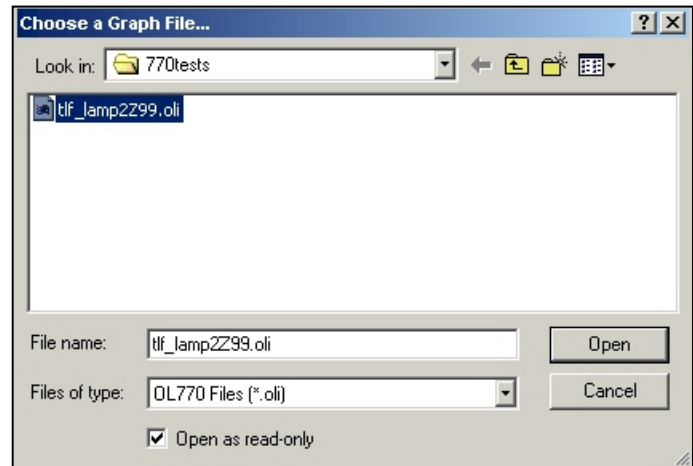 Choose a Graph File...
Look in: 770tests
tlf_lamp2Z99.oli
File name: tlf_lamp2Z99.oli Open
Files of type: OL770 Files (*.oli) Cancel
Open as read-only